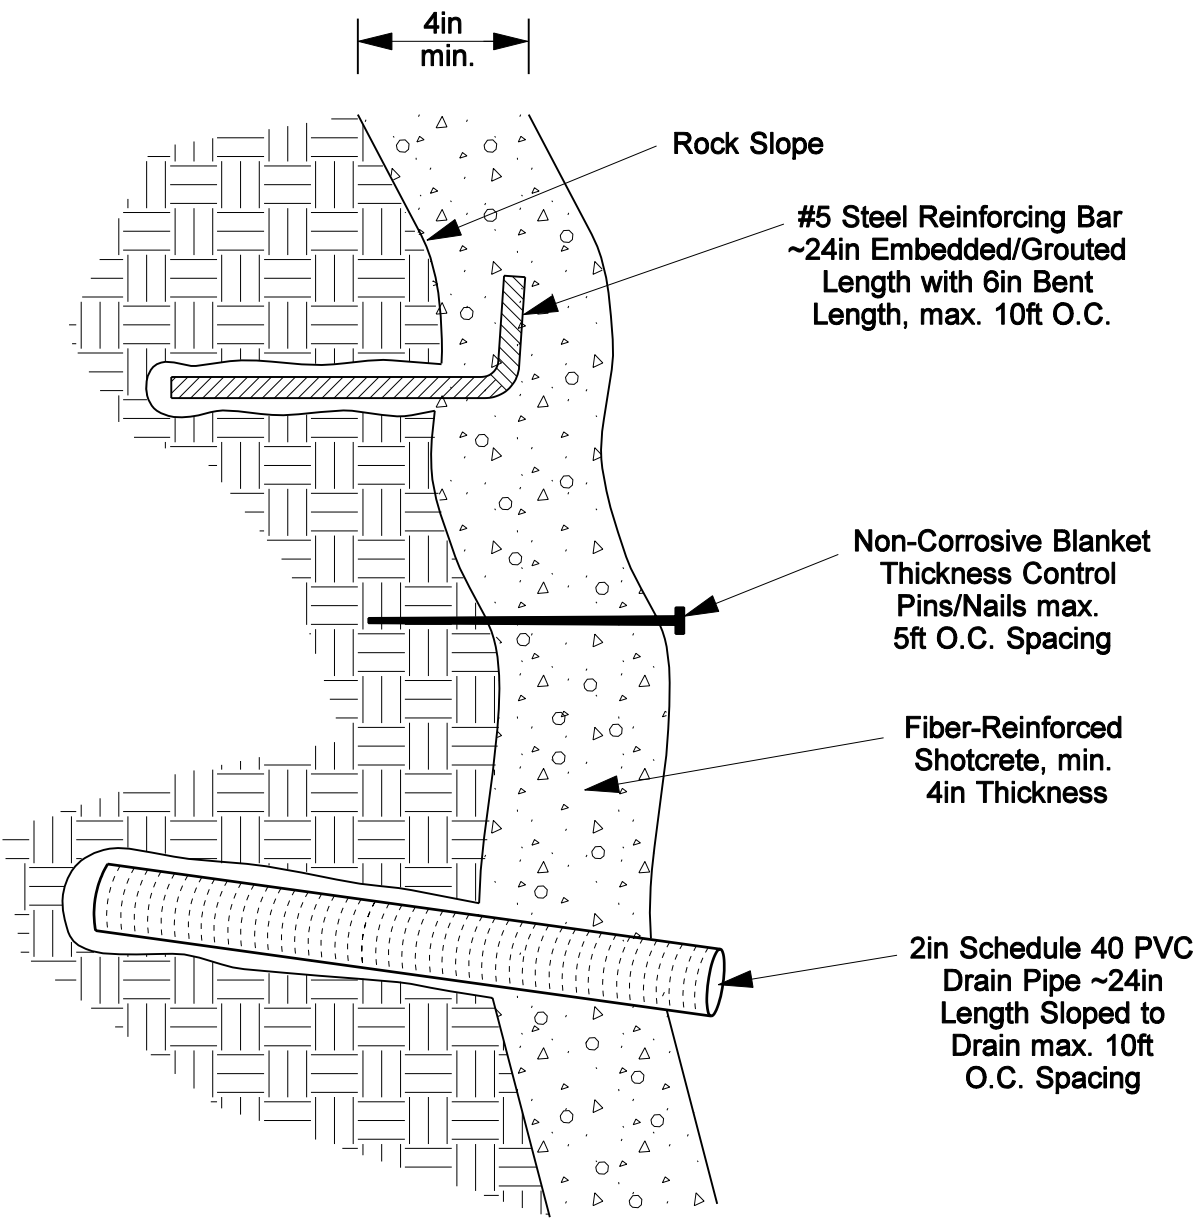 4in
min.
Rock Slope
#5 Steel Reinforcing Bar
~24in Embedded/Grouted
Length with 6in Bent
Length, max. 10ft O.C.
Non-Corrosive Blanket
Thickness Control
Pins/Nails max.
5ft O.C. Spacing
Fiber-Reinforced
Shotcrete, min.
4in Thickness
2in Schedule 40 PVC
Drain Pipe ~24in
Length Sloped to
Drain max. 10ft
O.C. Spacing